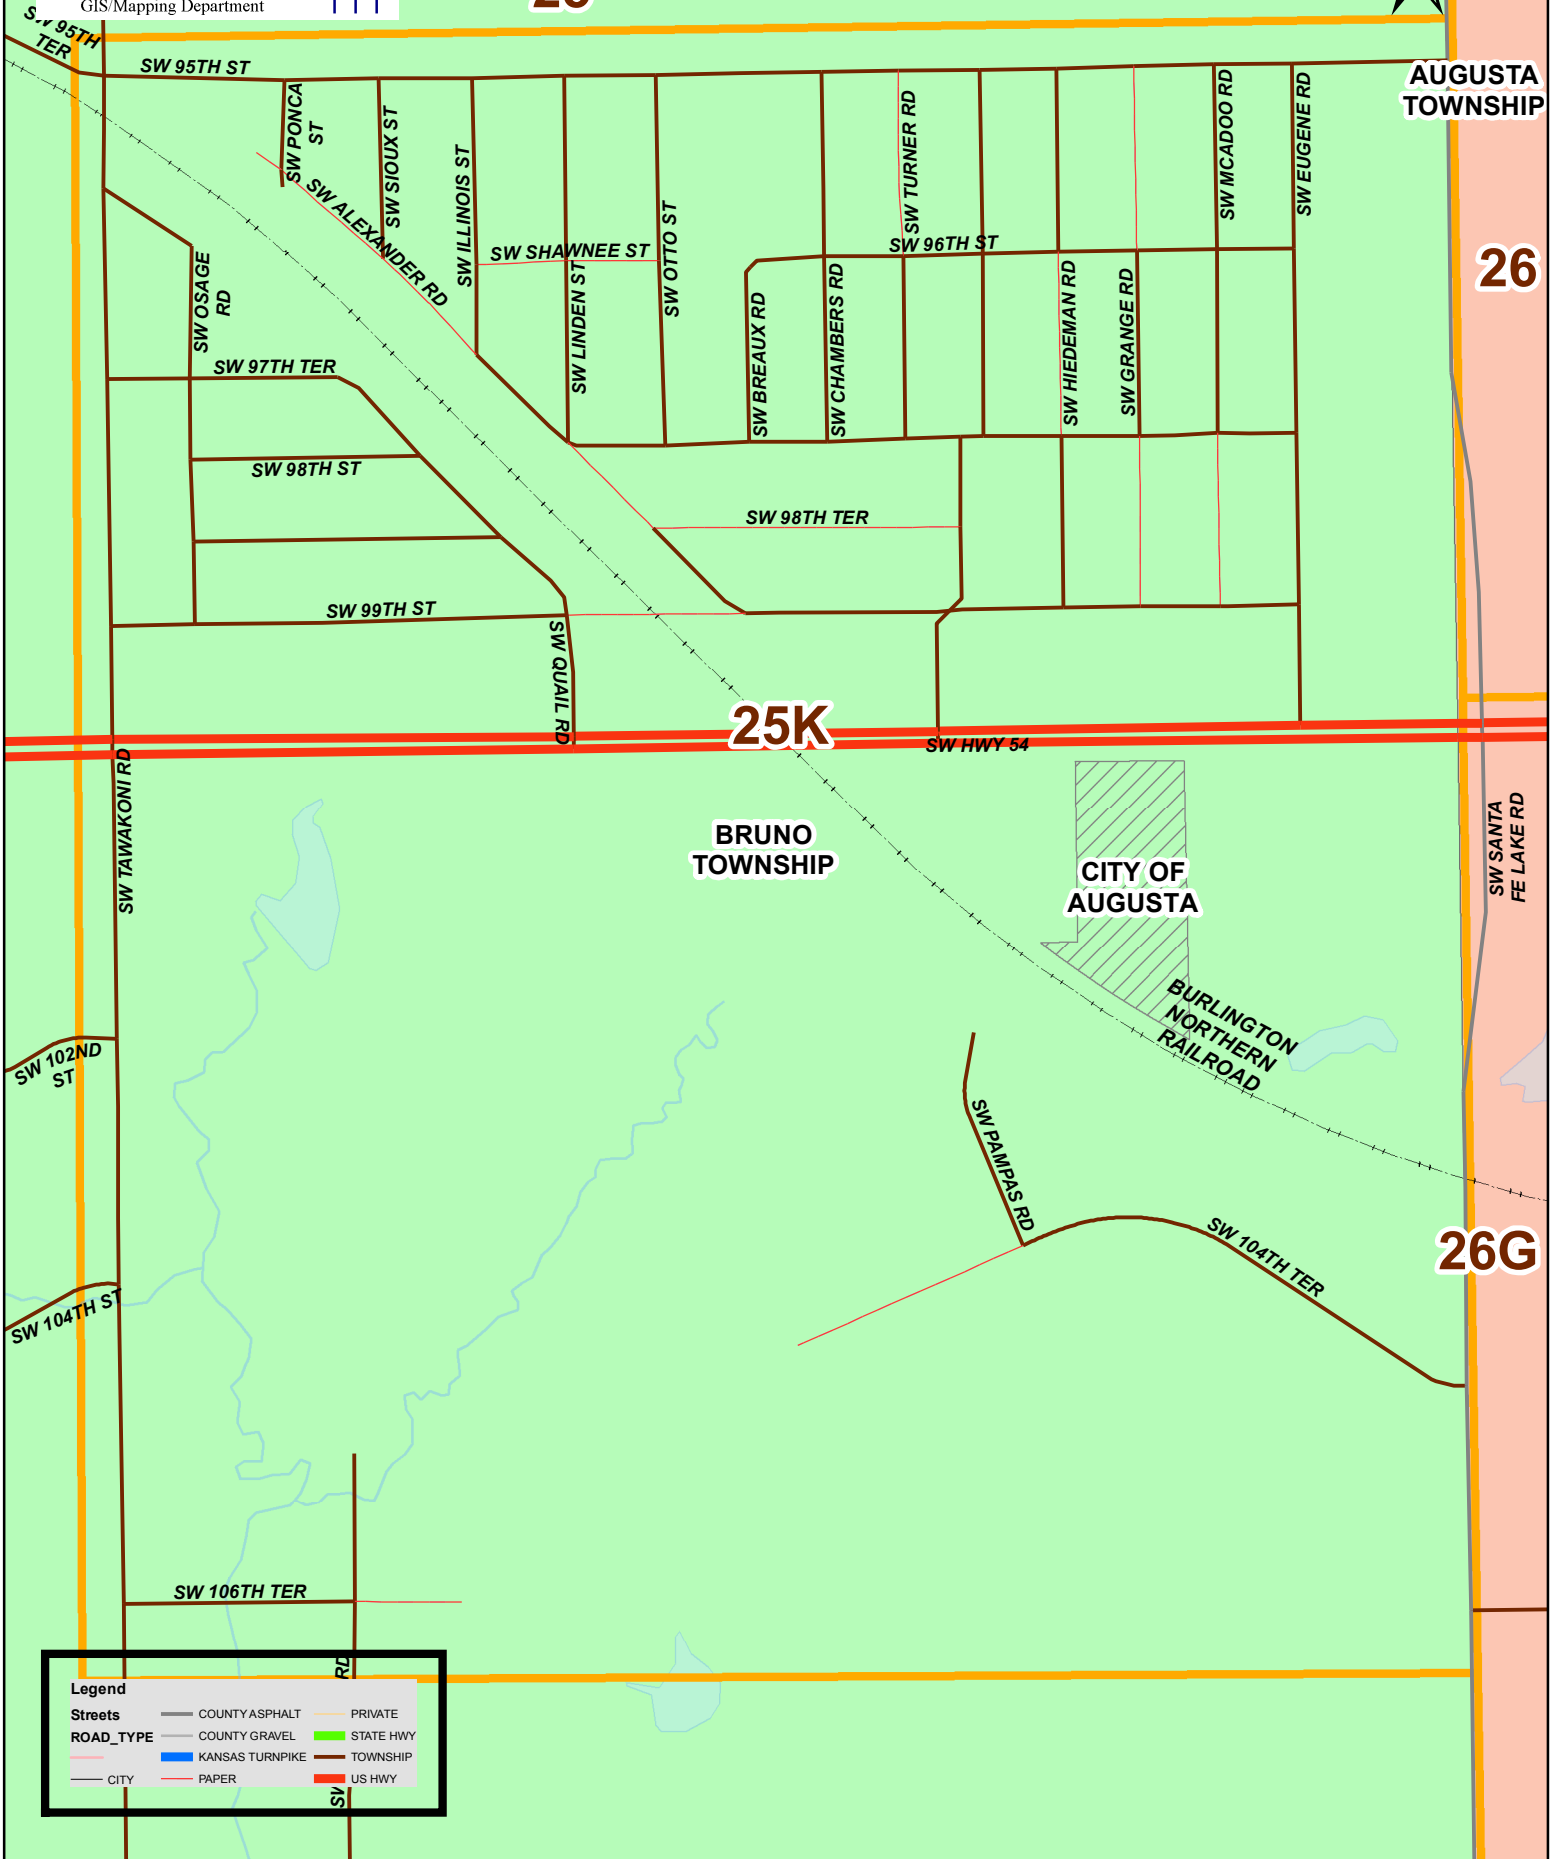 GIS/Mapping Department
SW 95TH
TER
SW 95TH ST
AUGUSTA
TOWNSHIP
SW PONCA
ST
SW SIOUX ST
SW ILLINOIS ST
SW ALEXANDER RD
SW SHAWNEE ST
SW LINDEN ST
SW OTTO ST
SW TURNER RD
SW 96TH ST
SW MCADOO RD
SW EUGENE RD
26
SW OSAGE
RD
SW BREAUX RD
SW CHAMBERS RD
SW HIEDEMAN RD
SW GRANGE RD
SW 97TH TER
SW 98TH ST
SW 98TH TER
SW 99TH ST
SW QUAIL RD
25K
SW HWY 54
SW TAWAKONI RD
BRUNO
TOWNSHIP
CITY OF
AUGUSTA
SW SANTA
FE LAKE RD
BURLINGTON
NORTHERN
RAILROAD
SW 102ND
ST
SW PAMPAS RD
SW 104TH TER
26G
SW 104TH ST
SW 106TH TER
RD
Legend
Streets
ROAD_TYPE
CITY
COUNTY ASPHALT
COUNTY GRAVEL
KANSAS TURNPIKE
PAPER
PRIVATE
STATE HWY
TOWNSHIP
US HWY